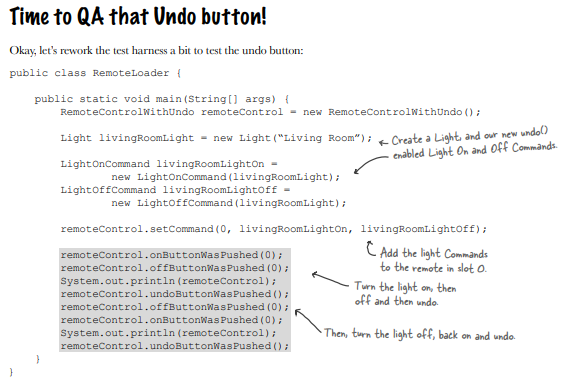 Time to QA that Undo button!
Okay, let's rework the test harness a bit to test the undo button:
public class RemoteLoader {
public static void main(String[] args) {
RemoteControlWithUndo remoteControl = new RemoteControlWithUndo();
Light livingRoomLight = new Light(“Living Room”);
Create a Light, and our new undo()
enabled Light On and Off Commands.
LightOnCommand livingRoomLightOn =
new LightOnCommand(livingRoomLight);
LightOffCommand livingRoomLightOff =
new LightOffCommand(livingRoomLight);
remoteControl.setCommand(0, livingRoomLightOn, livingRoomLightOff);
Add the light Commands
to the remote in slot 0.
remoteControl.onButtonWasPushed(0);
remoteControl.offButtonWasPushed(0);
System.out.println(remoteControl);
remoteControl.undoButtonWasPushed();
remoteControl.offButtonWasPushed(0);
remoteControl.onButtonWasPushed(0);
System.out.println(remoteControl);
remoteControl.undoButtonWasPushed();
Turn the light on, then
off and then undo.
Then, turn the light off, back on and undo.
}
}